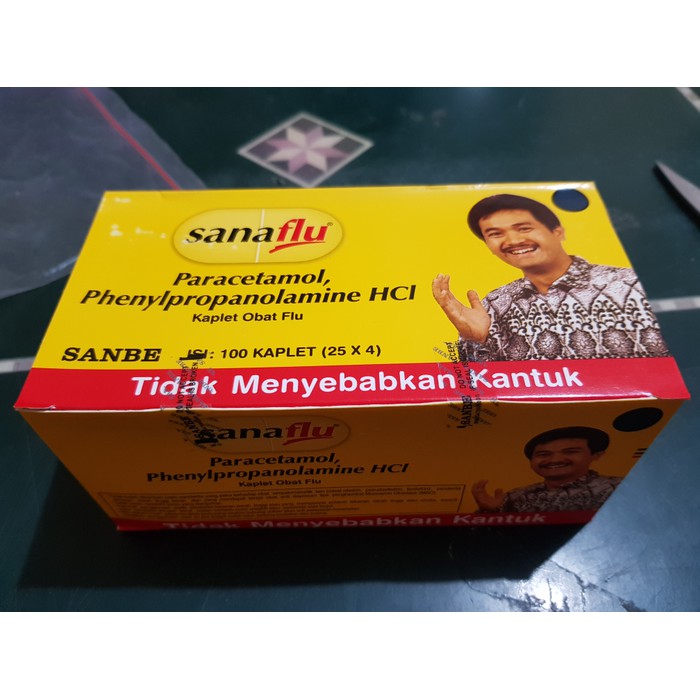 sanaflu
Paracetamol,
Phenylpropanolamine HCl
Kaplet Obat Flu
SANBE ISI : 100 KAPLET (25 X 4)
Tidak Menyebabkan Kantuk
sanaflu
Paracetamol,
Phenylpropanolamine HCl
Kaplet Obat Flu
Tidak Menyebabkan Kantuk